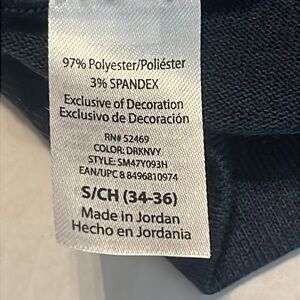 97% Polyester/Poliéster
3% SPANDEX
Exclusive of Decoration
Exclusivo de Decoración
RN# 52469
COLOR: DRKNVY
STYLE: SM47Y093H
EAN/UPC 8 8496810974
S/CH (34-36)
Made in Jordan
Hecho en Jordania